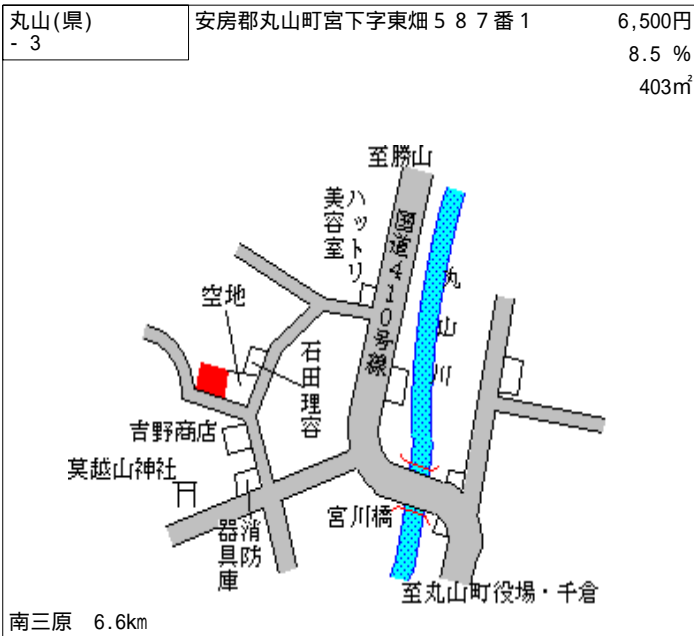 丸山(県)
- 3
安房郡丸山町宮下字東畑５８７番１
6,500円
8.5 %
403㎡
至勝山
ハットリ
美容室
国道４１０号線
丸山川
空地
石田理容
吉野商店
莫越山神社
消防
器具庫
宮川橋
至丸山町役場・千倉
南三原 6.6km